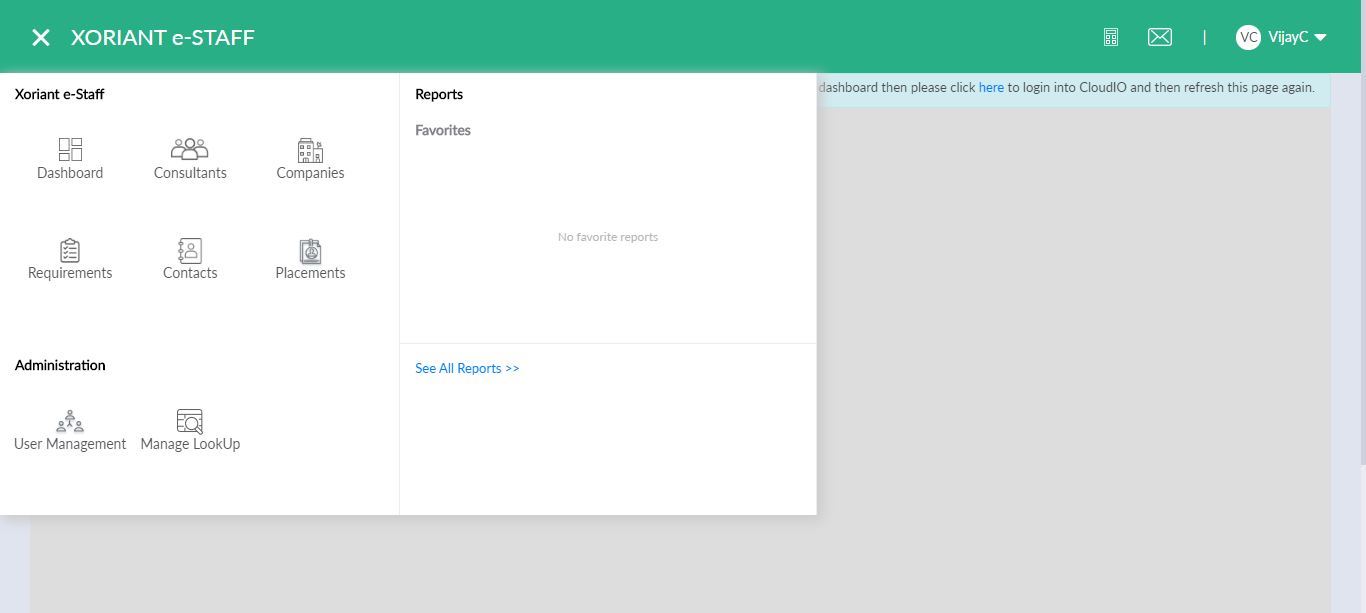 XORIANT e-STAFF
|
VC VijayC
dashboard then please click here to login into CloudIO and then refresh this page again.
Xoriant e-Staff
Dashboard Consultants Companies
Requirements Contacts Placements
Administration
User Management Manage LookUp
Reports
Favorites
No favorite reports
See All Reports >>